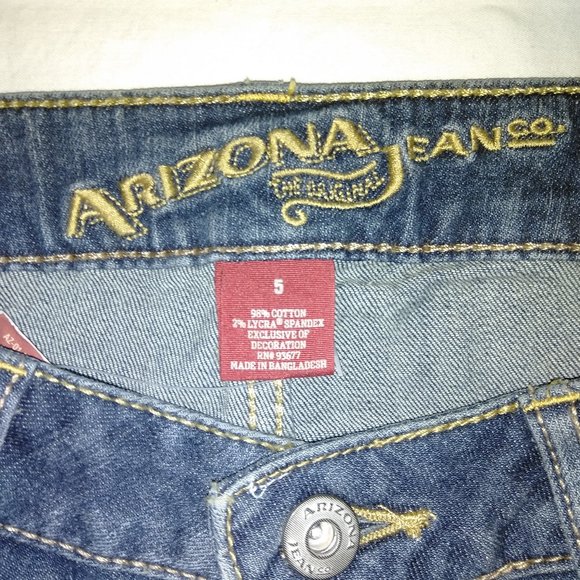 ARIZONA JEAN CO.
THE ORIGINAL
5
98% COTTON
2% LYCRA® SPANDEX
EXCLUSIVE OF
DECORATION
RN# 93677
MADE IN BANGLADESH
ARIZONA
JEAN CO